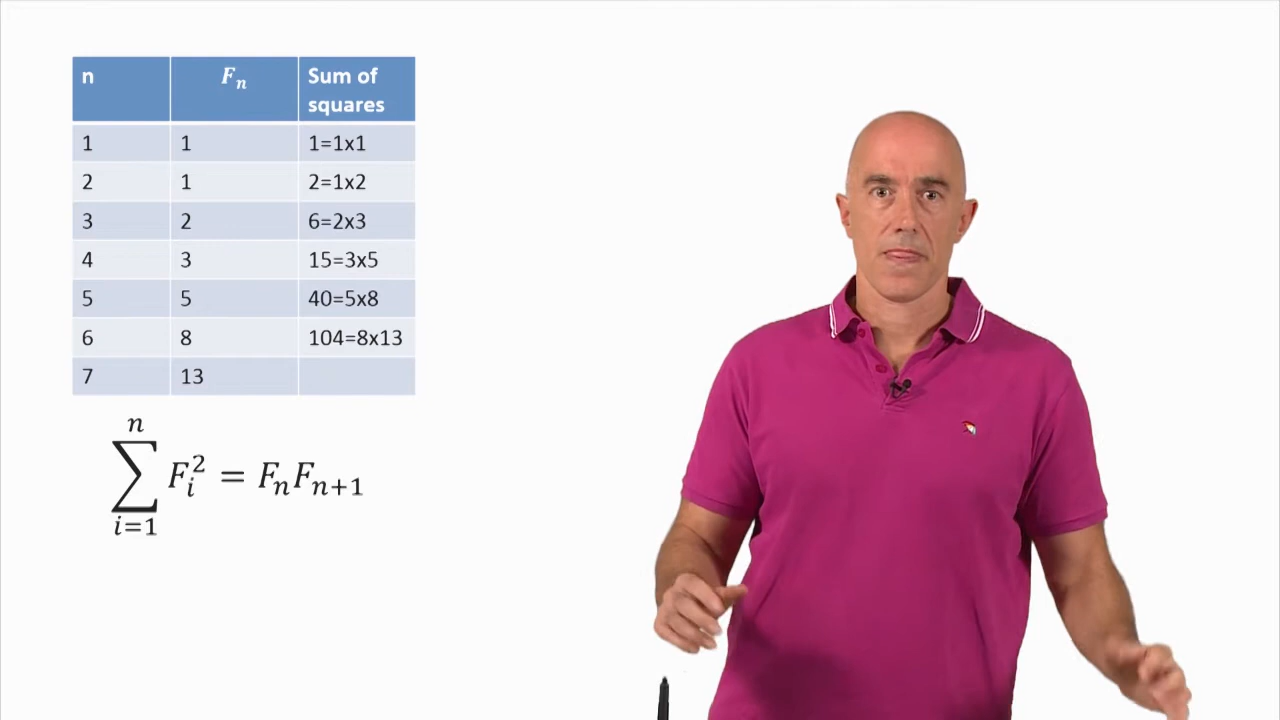 n F_n Sum of squares
1 1 1=1x1
2 1 2=1x2
3 2 6=2x3
4 3 15=3x5
5 5 40=5x8
6 8 104=8x13
7 13
\sum_{i=1}^{n} F_i^2 = F_n F_{n+1}